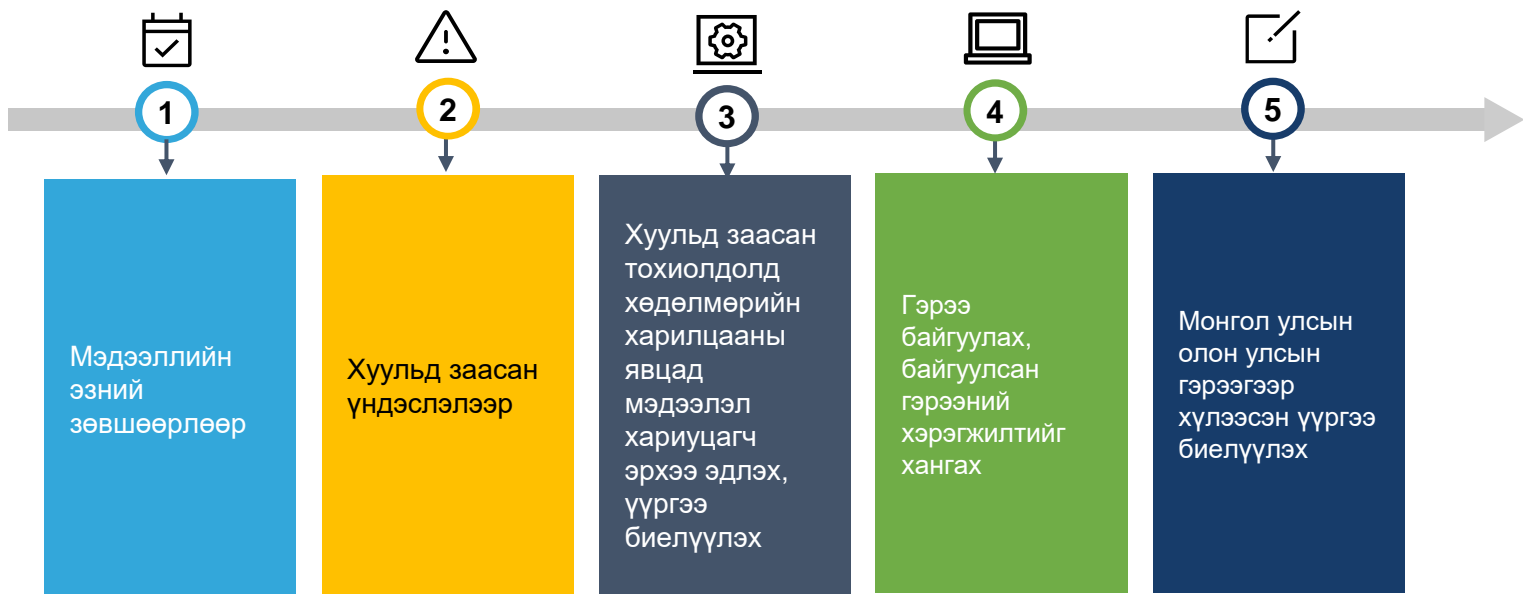 1
Мэдээллийн
эзний
зөвшөөрлөөр
2
Хуульд заасан
үндэслэлээр
3
Хуульд заасан
тохиолдолд
хөдөлмөрийн
харилцааны
явцад
мэдээлэл
хариуцагч
эрхээ эдлэх,
үүргээ
биелүүлэх
4
Гэрээ
байгуулах,
байгуулсан
гэрээний
хэрэгжилтийг
хангах
5
Монгол улсын
олон улсын
гэрээгээр
хүлээсэн үүргээ
биелүүлэх